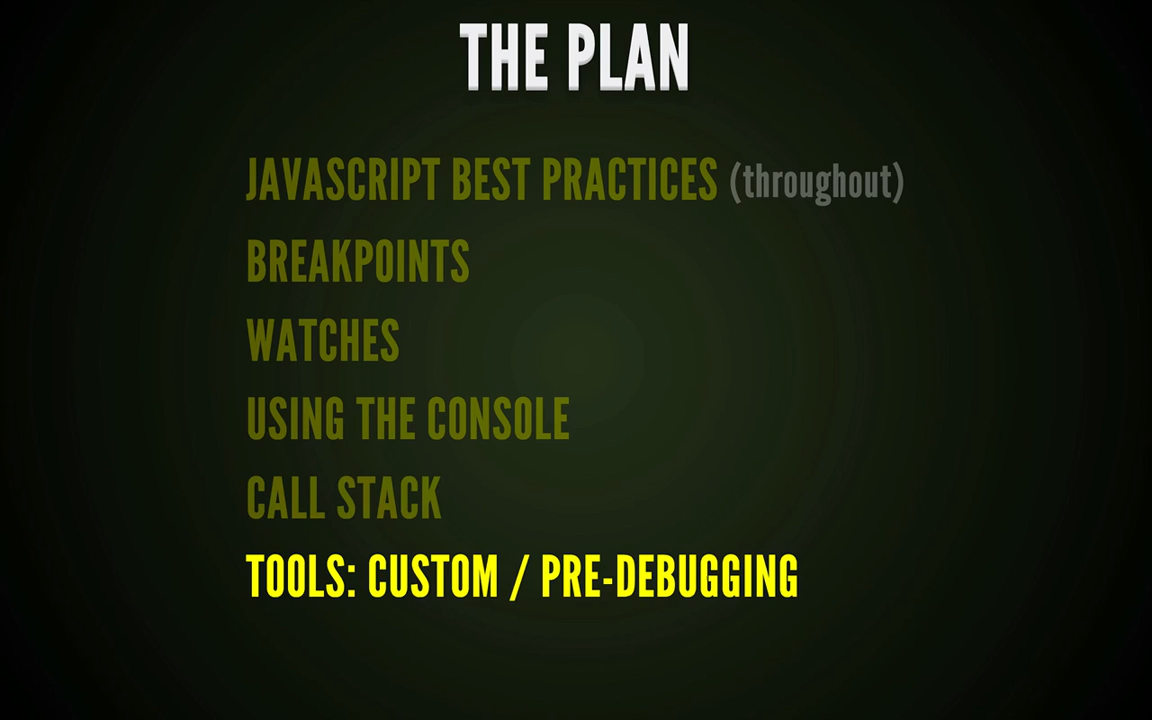 THE PLAN
JAVASCRIPT BEST PRACTICES (throughout)
BREAKPOINTS
WATCHES
USING THE CONSOLE
CALL STACK
TOOLS: CUSTOM / PRE-DEBUGGING